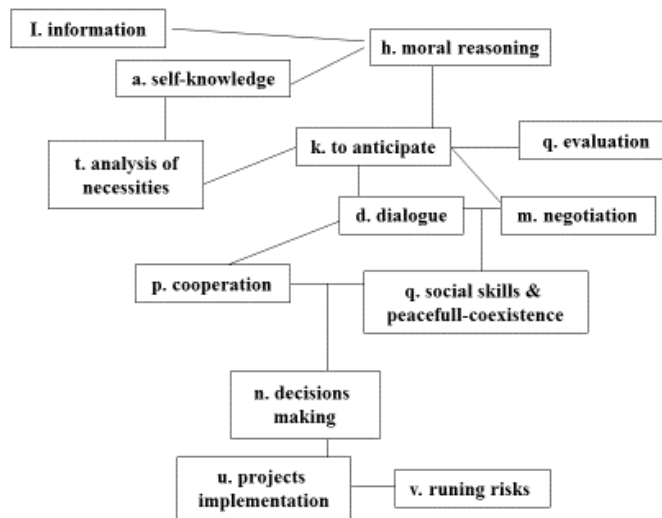 I. information
h. moral reasoning
a. self-knowledge
k. to anticipate
q. evaluation
t. analysis of
necessities
d. dialogue
m. negotiation
p. cooperation
q. social skills &
peacefull-coexistence
n. decisions
making
u. projects
implementation
v. runing risks